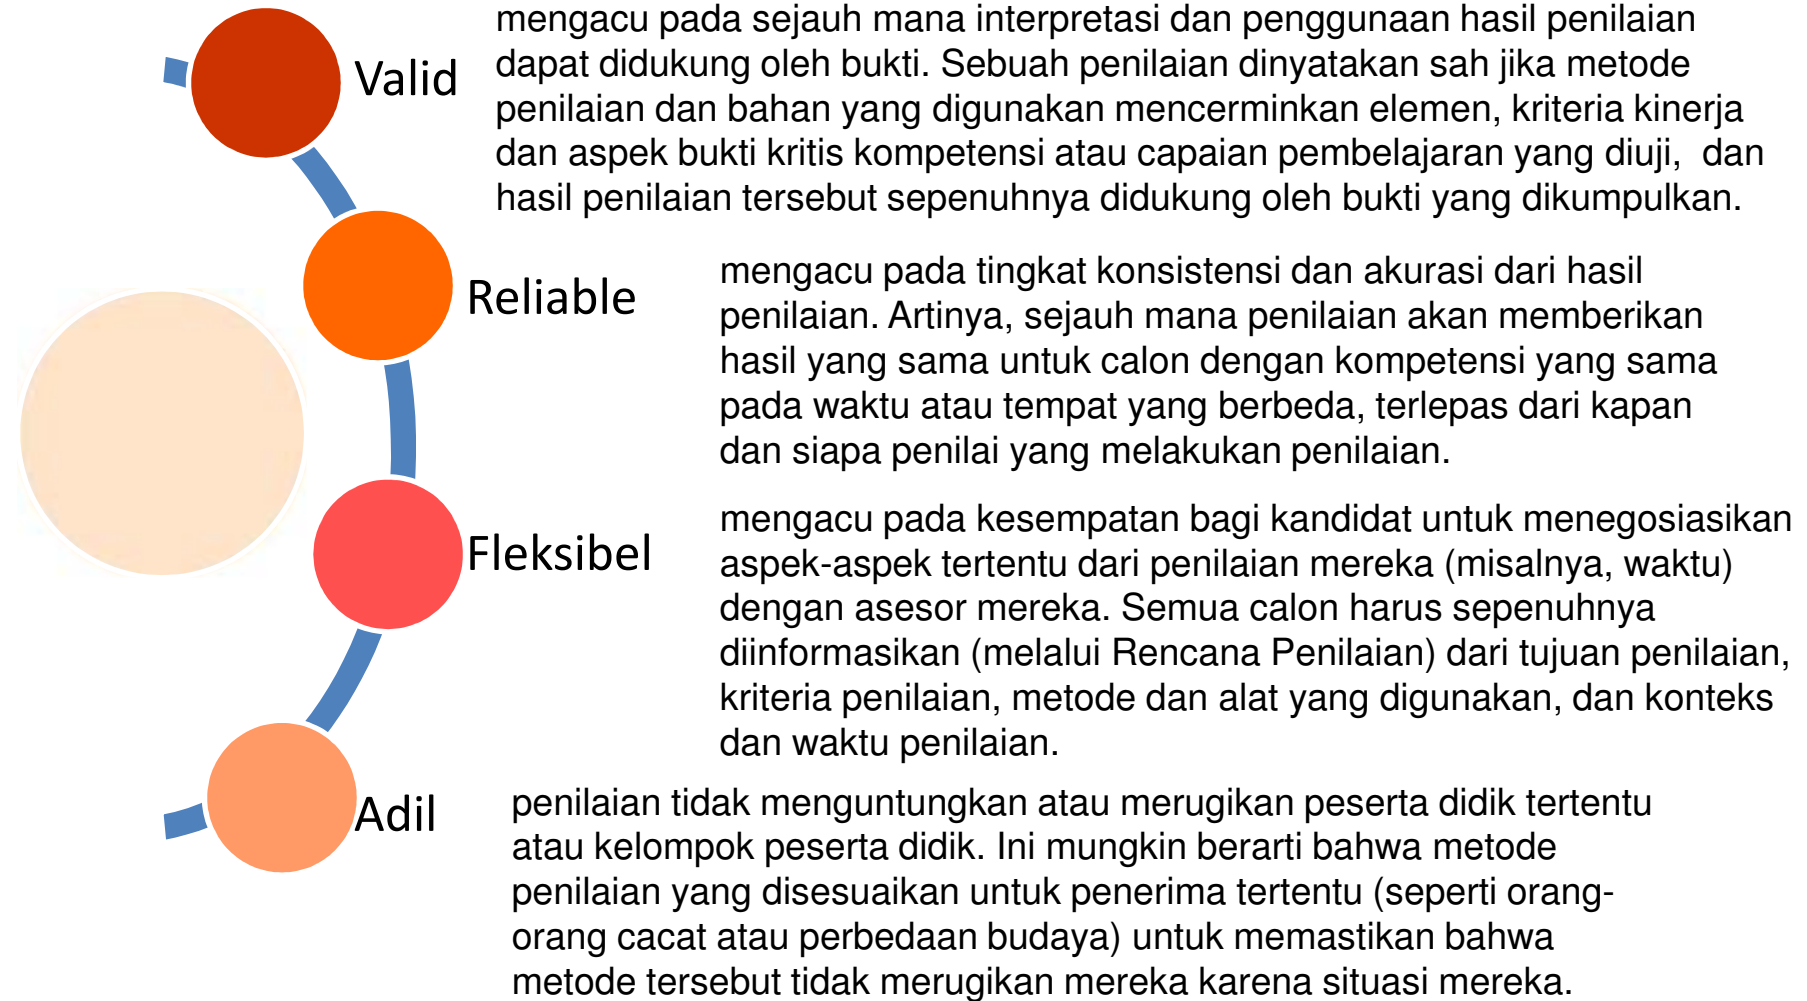 Valid
mengacu pada sejauh mana interpretasi dan penggunaan hasil penilaian
dapat didukung oleh bukti. Sebuah penilaian dinyatakan sah jika metode
penilaian dan bahan yang digunakan mencerminkan elemen, kriteria kinerja
dan aspek bukti kritis kompetensi atau capaian pembelajaran yang diuji,  dan
hasil penilaian tersebut sepenuhnya didukung oleh bukti yang dikumpulkan.
Reliable
mengacu pada tingkat konsistensi dan akurasi dari hasil
penilaian. Artinya, sejauh mana penilaian akan memberikan
hasil yang sama untuk calon dengan kompetensi yang sama
pada waktu atau tempat yang berbeda, terlepas dari kapan
dan siapa penilai yang melakukan penilaian.
Fleksibel
mengacu pada kesempatan bagi kandidat untuk menegosiasikan
aspek-aspek tertentu dari penilaian mereka (misalnya, waktu)
dengan asesor mereka. Semua calon harus sepenuhnya
diinformasikan (melalui Rencana Penilaian) dari tujuan penilaian,
kriteria penilaian, metode dan alat yang digunakan, dan konteks
dan waktu penilaian.
Adil
penilaian tidak menguntungkan atau merugikan peserta didik tertentu
atau kelompok peserta didik. Ini mungkin berarti bahwa metode
penilaian yang disesuaikan untuk penerima tertentu (seperti orang-
orang cacat atau perbedaan budaya) untuk memastikan bahwa
metode tersebut tidak merugikan mereka karena situasi mereka.